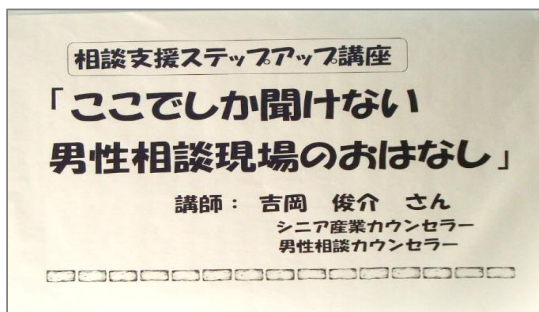 相談支援ステップアップ講座
「ここでしか聞けない
男性相談現場のおはなし」
講師： 吉岡　俊介　さん
シニア産業カウンセラー
男性相談カウンセラー